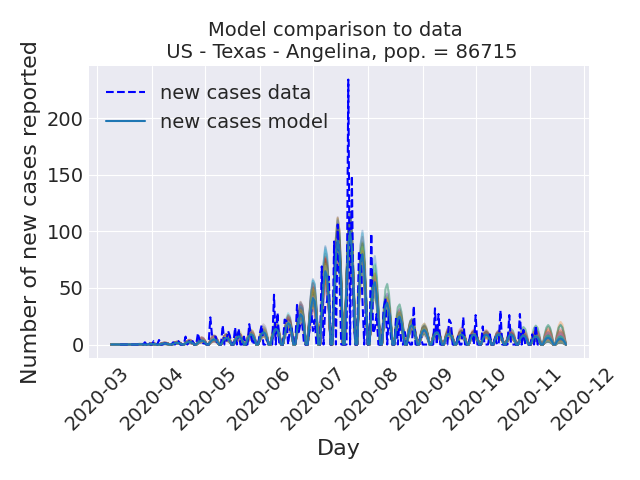 Model comparison to data
US - Texas - Angelina, pop. = 86715
Number of new cases reported
new cases data
new cases model
200
150
100
50
0
2020-03
2020-04
2020-05
2020-06
2020-07
2020-08
2020-09
2020-10
2020-11
2020-12
Day